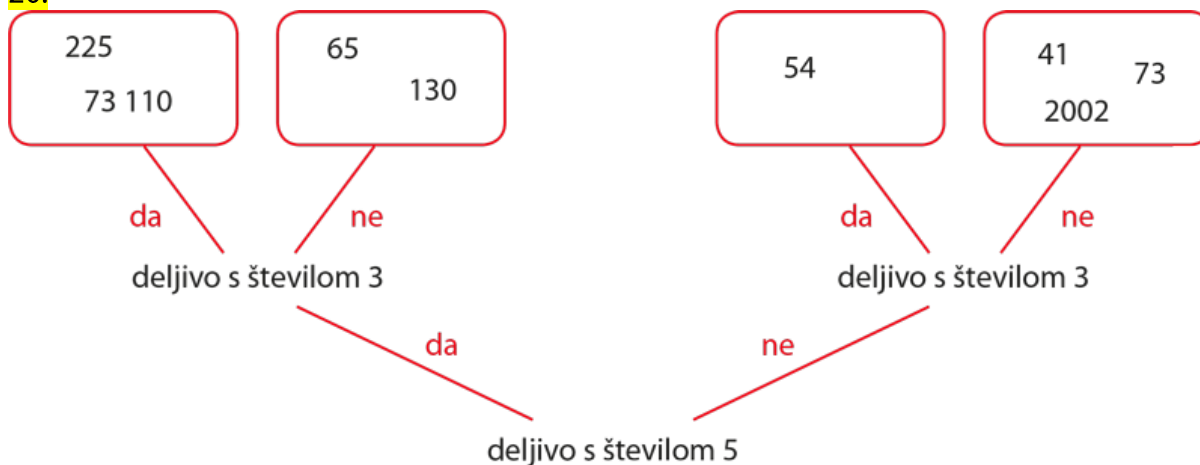 20.
225
73 110
65
130
54
41
73
2002
da
ne
da
ne
deljivo s številom 3
deljivo s številom 3
da
ne
deljivo s številom 5